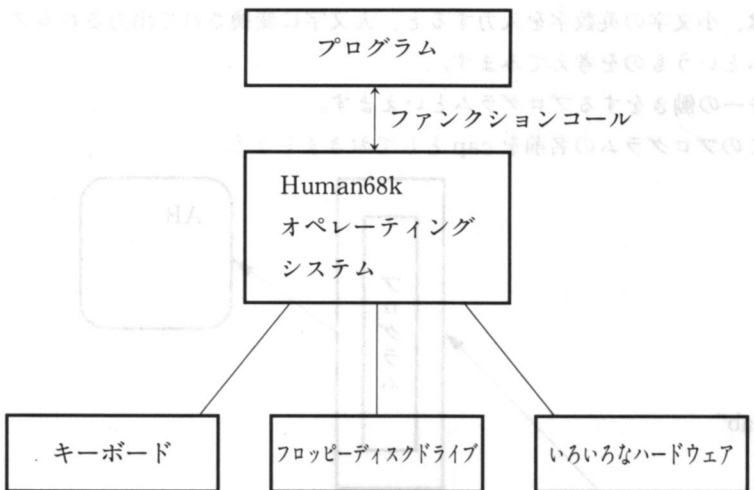 プログラム
ファンクションコール
Human68k
オペレーティング
システム
キーボード
フロッピーディスクドライブ
いろいろなハードウェア